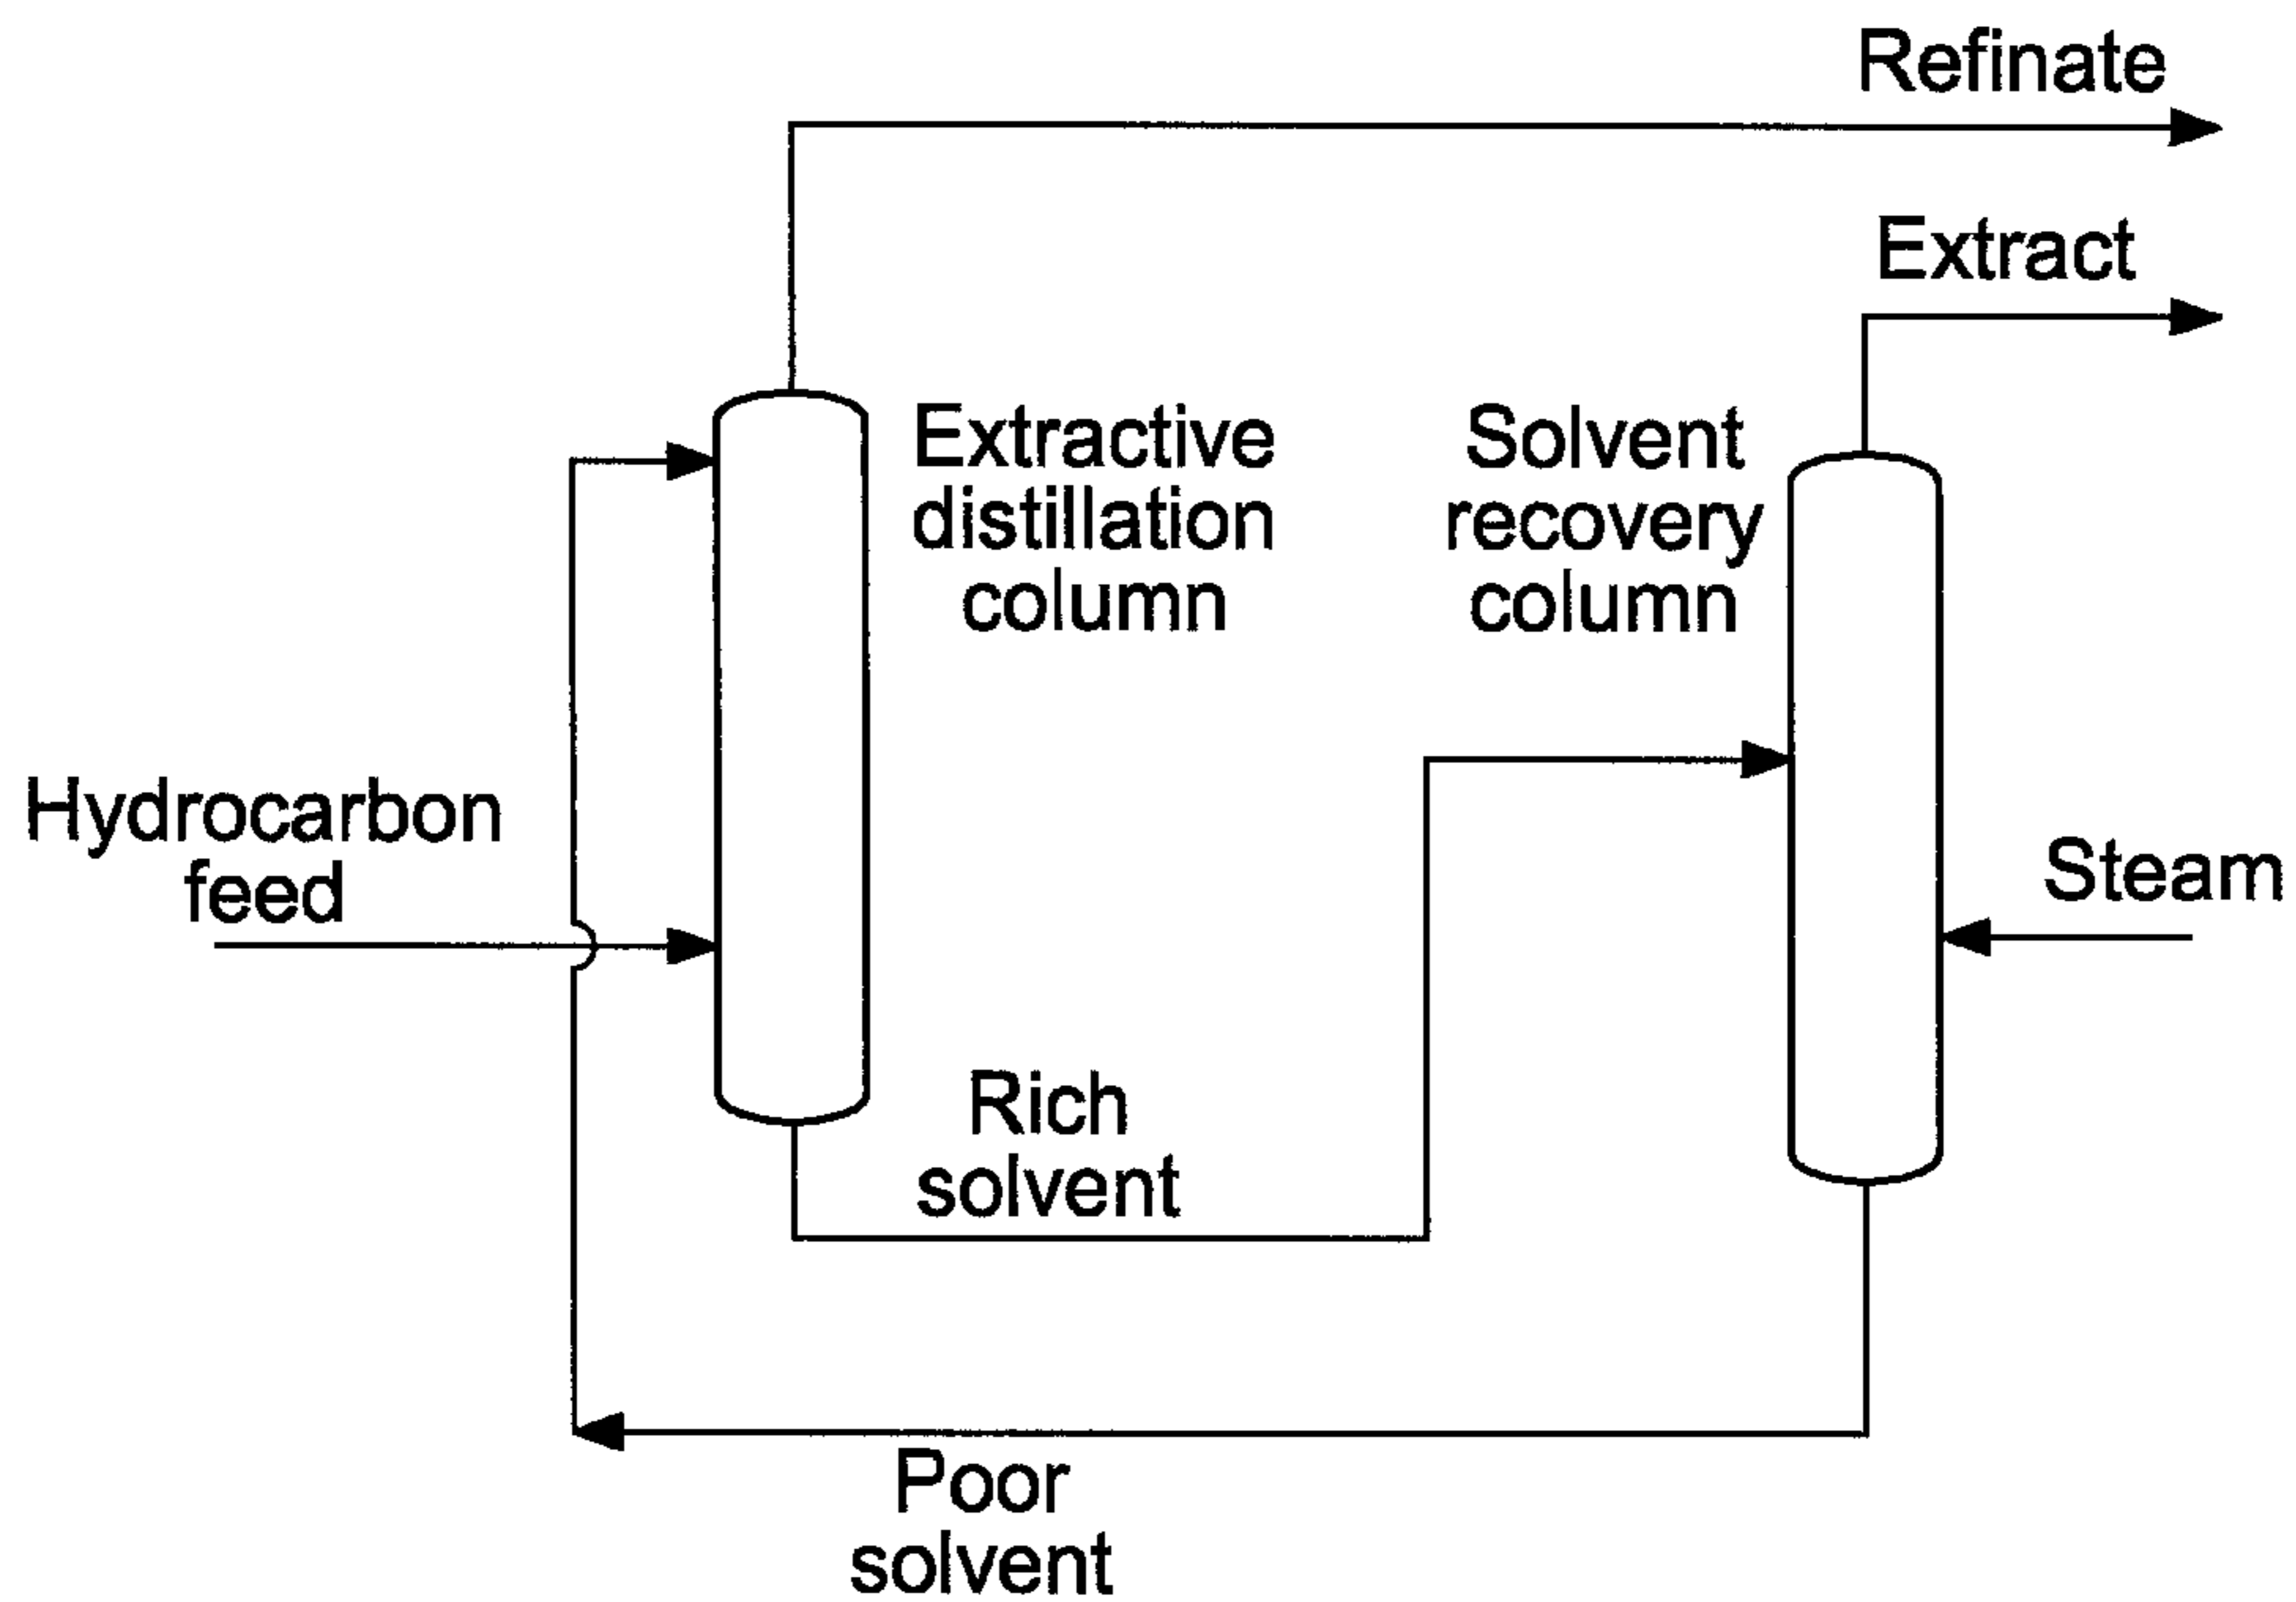 Refinate
Extract
Extractive
distillation
column
Solvent
recovery
column
Hydrocarbon
feed
Steam
Rich
solvent
Poor
solvent